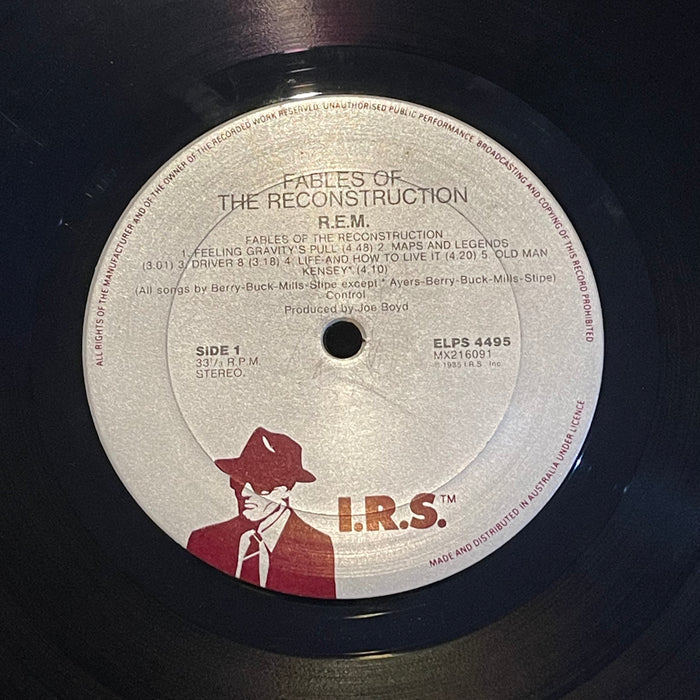 ALL RIGHTS OF THE MANUFACTURER AND OF THE OWNER OF THE RECORDED WORK RESERVED. UNAUTHORISED PUBLIC PERFORMANCE BROADCASTING AND COPYING OF THIS RECORD PROHIBITED
FABLES OF
THE RECONSTRUCTION
R.E.M.
FABLES OF THE RECONSTRUCTION
1. FEELING GRAVITY'S PULL (4.48) 2. MAPS AND LEGENDS
(3.01) 3. DRIVER 8 (3.18) 4. LIFE AND HOW TO LIVE IT (4.20) 5. OLD MAN
KENSEY* (4.10)
(All songs by Berry-Buck-Mills-Stipe except * Ayers-Berry-Buck-Mills-Stipe)
Control
Produced by Joe Boyd
SIDE 1
33⅓ R.P.M.
STEREO.
ELPS 4495
MX216091
℗ 1985 I.R.S. Inc.
I.R.S.™
MADE AND DISTRIBUTED IN AUSTRALIA UNDER LICENCE